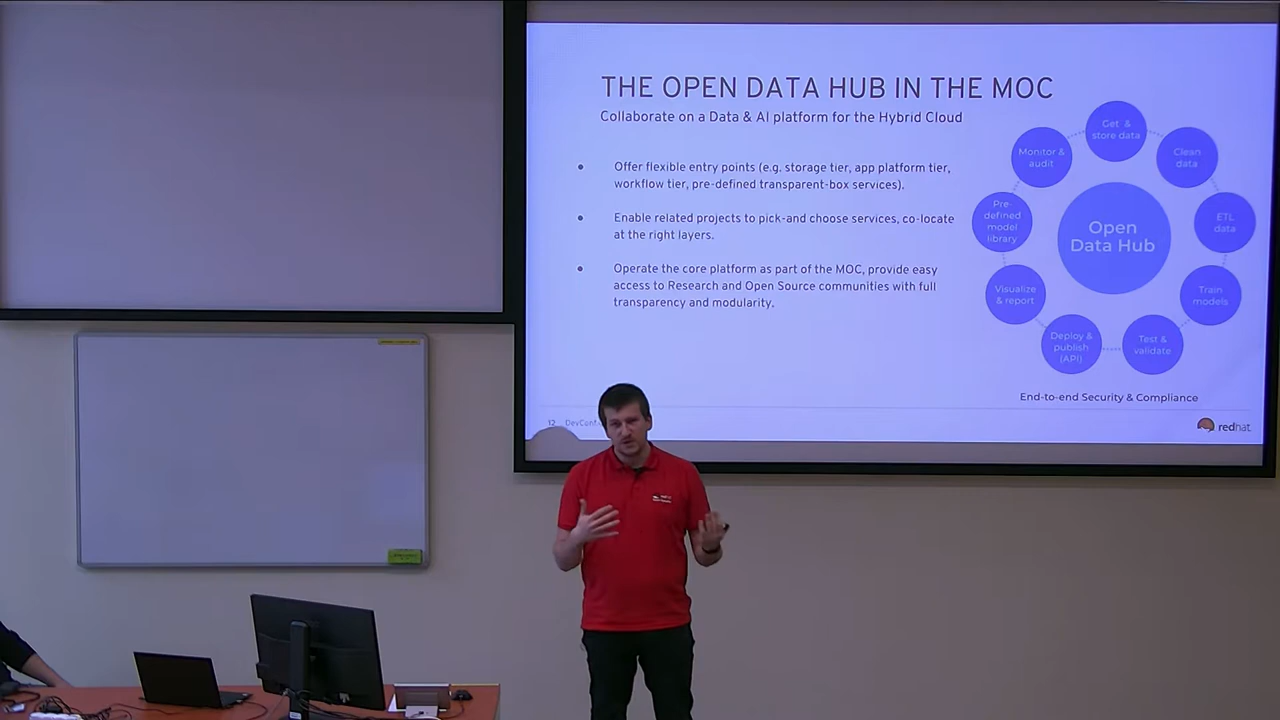 THE OPEN DATA HUB IN THE MOC
Collaborate on a Data & AI platform for the Hybrid Cloud
Offer flexible entry points (e.g. storage tier, app platform tier,
workflow tier, pre-defined transparent-box services).
Enable related projects to pick-and choose services, co-locate
at the right layers.
Operate the core platform as part of the MOC, provide easy
access to Research and Open Source communities with full
transparency and modularity.
Get &
store data
Clean
data
ETL
data
Train
models
Test &
validate
Deploy &
publish
(API)
Visualize
& report
Pre-
defined
model
library
Monitor &
audit
Open
Data Hub
End-to-end Security & Compliance
12 DevConf
redhat